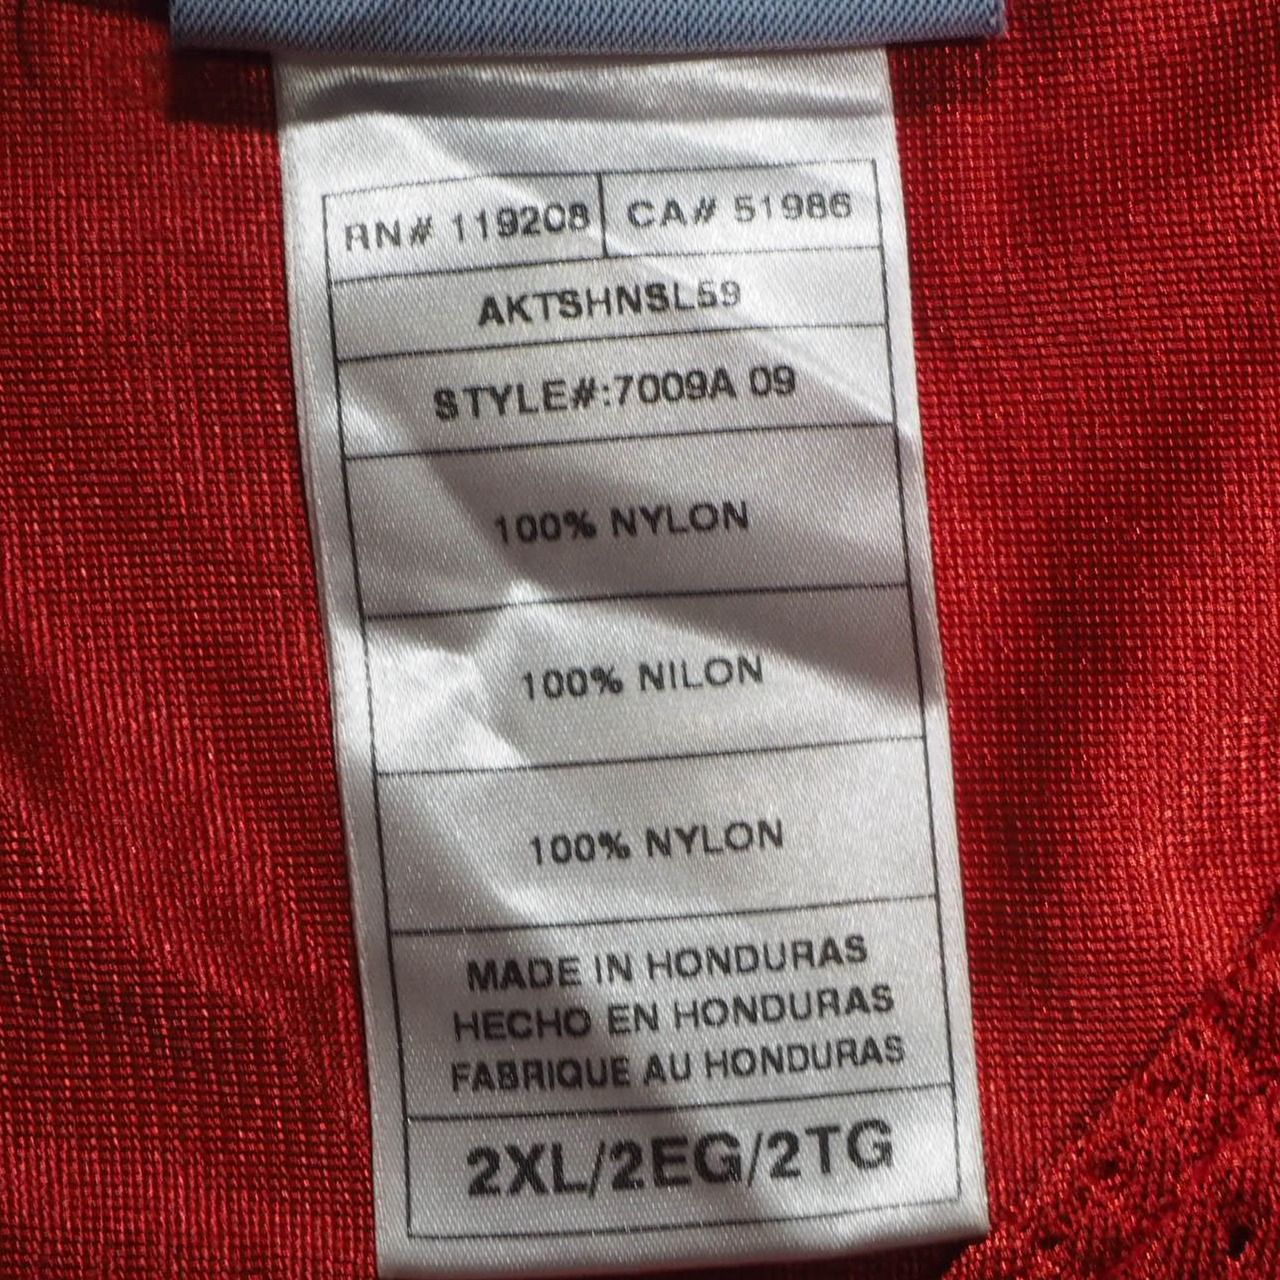 RN# 119208 CA# 51986
AKTSHNSL59
STYLE#:7009A 09
100% NYLON
100% NILON
100% NYLON
MADE IN HONDURAS
HECHO EN HONDURAS
FABRIQUE AU HONDURAS
2XL/2EG/2TG